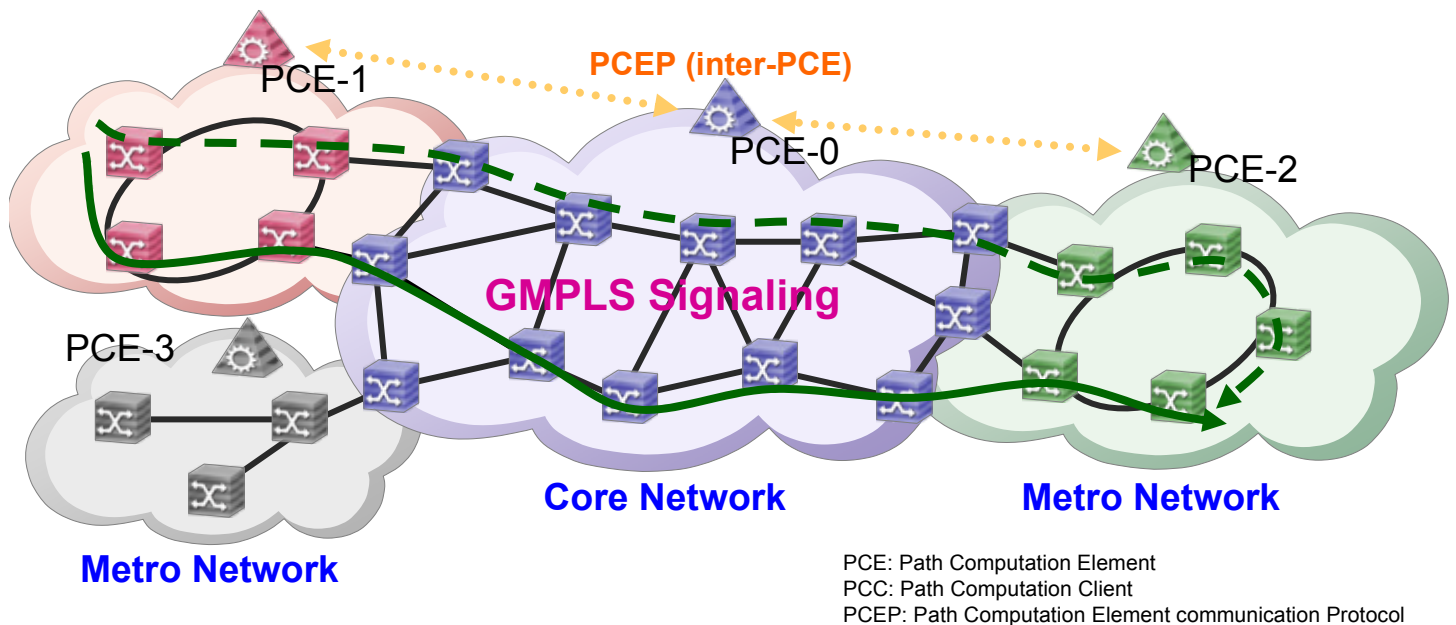 PCE-1
PCEP (inter-PCE)
PCE-0
PCE-2
GMPLS Signaling
PCE-3
Core Network
Metro Network
Metro Network
PCE: Path Computation Element
PCC: Path Computation Client
PCEP: Path Computation Element communication Protocol